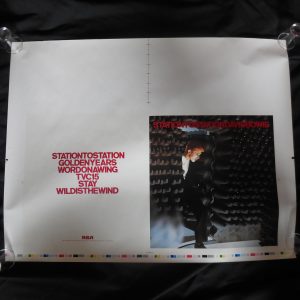 STATIONTOSTATION
GOLDENYEARS
WORDONAWING
TVC15
STAY
WILDISTHEWIND
RCA
STATIONTOSTATIONDAVIDBOWIE